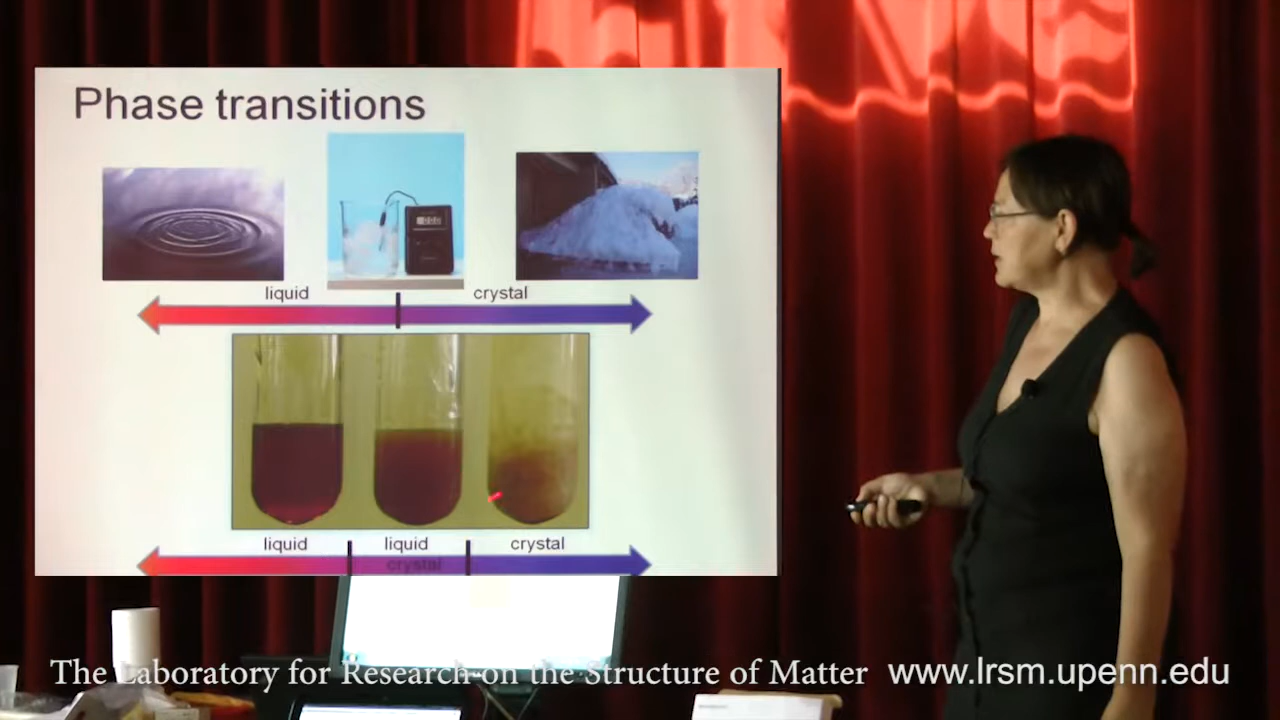 Phase transitions
liquid crystal
liquid liquid crystal
crystal
The Laboratory for Research on the Structure of Matter www.lrsm.upenn.edu